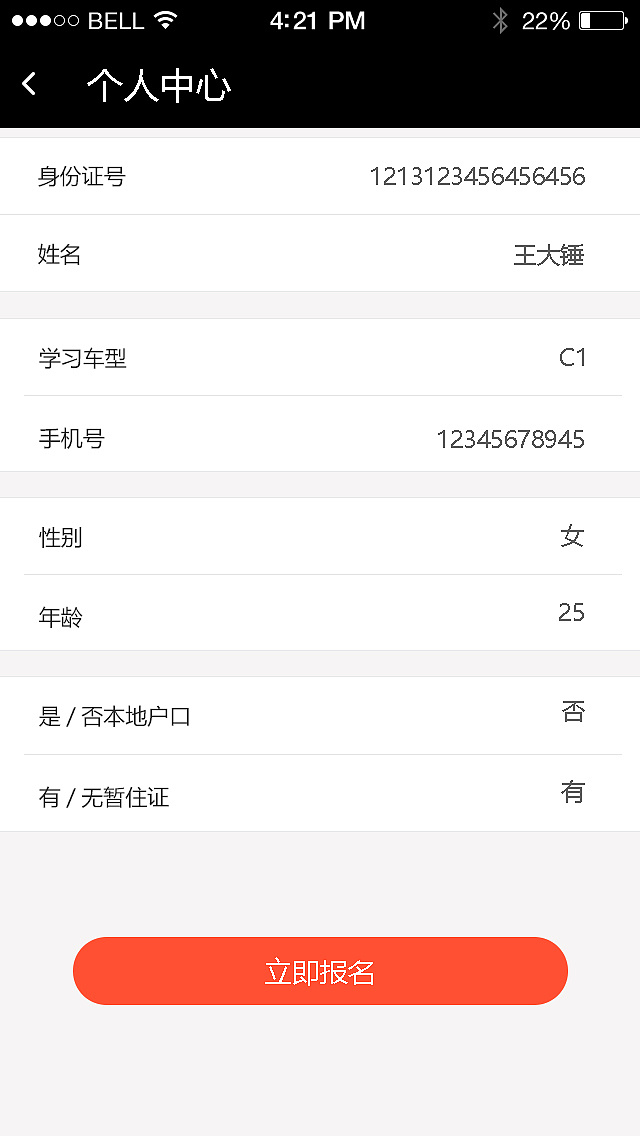 BELL 4:21 PM 22%
个人中心
身份证号 1213123456456456
姓名 王大锤
学习车型 C1
手机号 12345678945
性别 女
年龄 25
是 / 否本地户口 否
有 / 无暂住证 有
立即报名